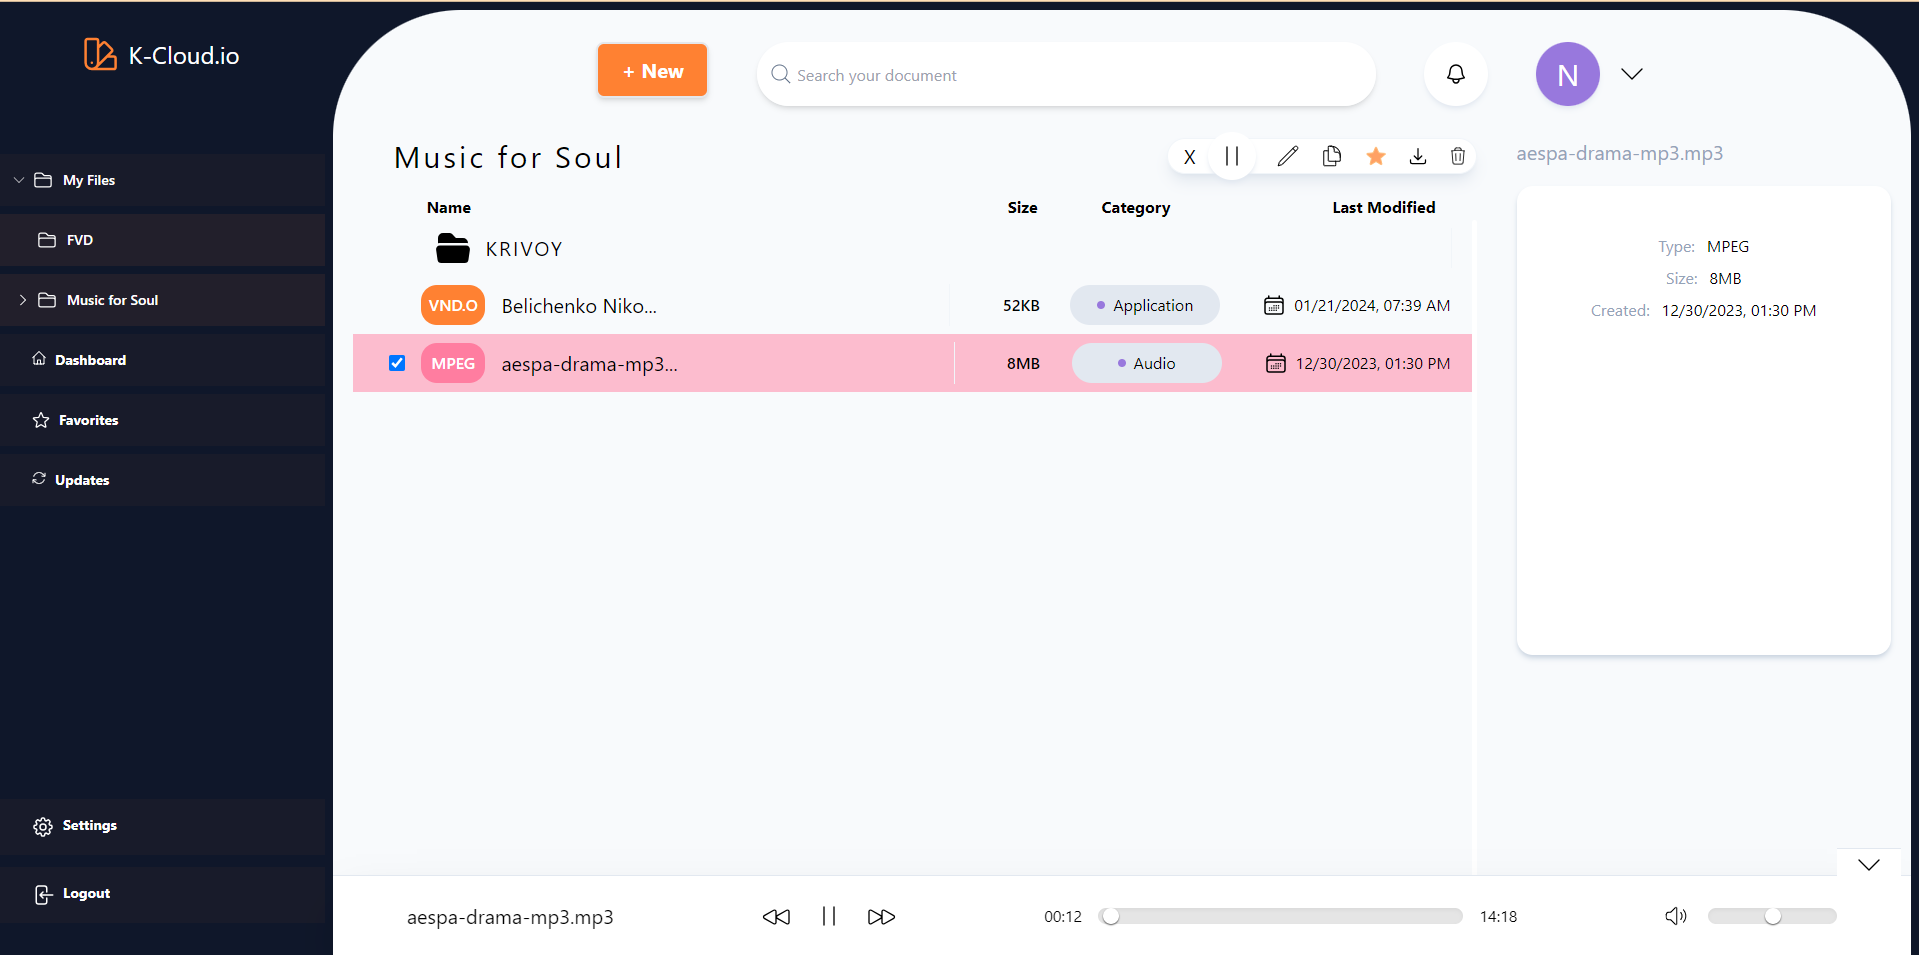 K-Cloud.io
+ New
Search your document
N
My Files
FVD
Music for Soul
Dashboard
Favorites
Updates
Settings
Logout
Music for Soul
X
Name Size Category Last Modified
KRIVOY
VND.O Belichenko Niko... 52KB Application 01/21/2024, 07:39 AM
MPEG aespa-drama-mp3... 8MB Audio 12/30/2023, 01:30 PM
aespa-drama-mp3.mp3
Type: MPEG
Size: 8MB
Created: 12/30/2023, 01:30 PM
aespa-drama-mp3.mp3 00:12 14:18